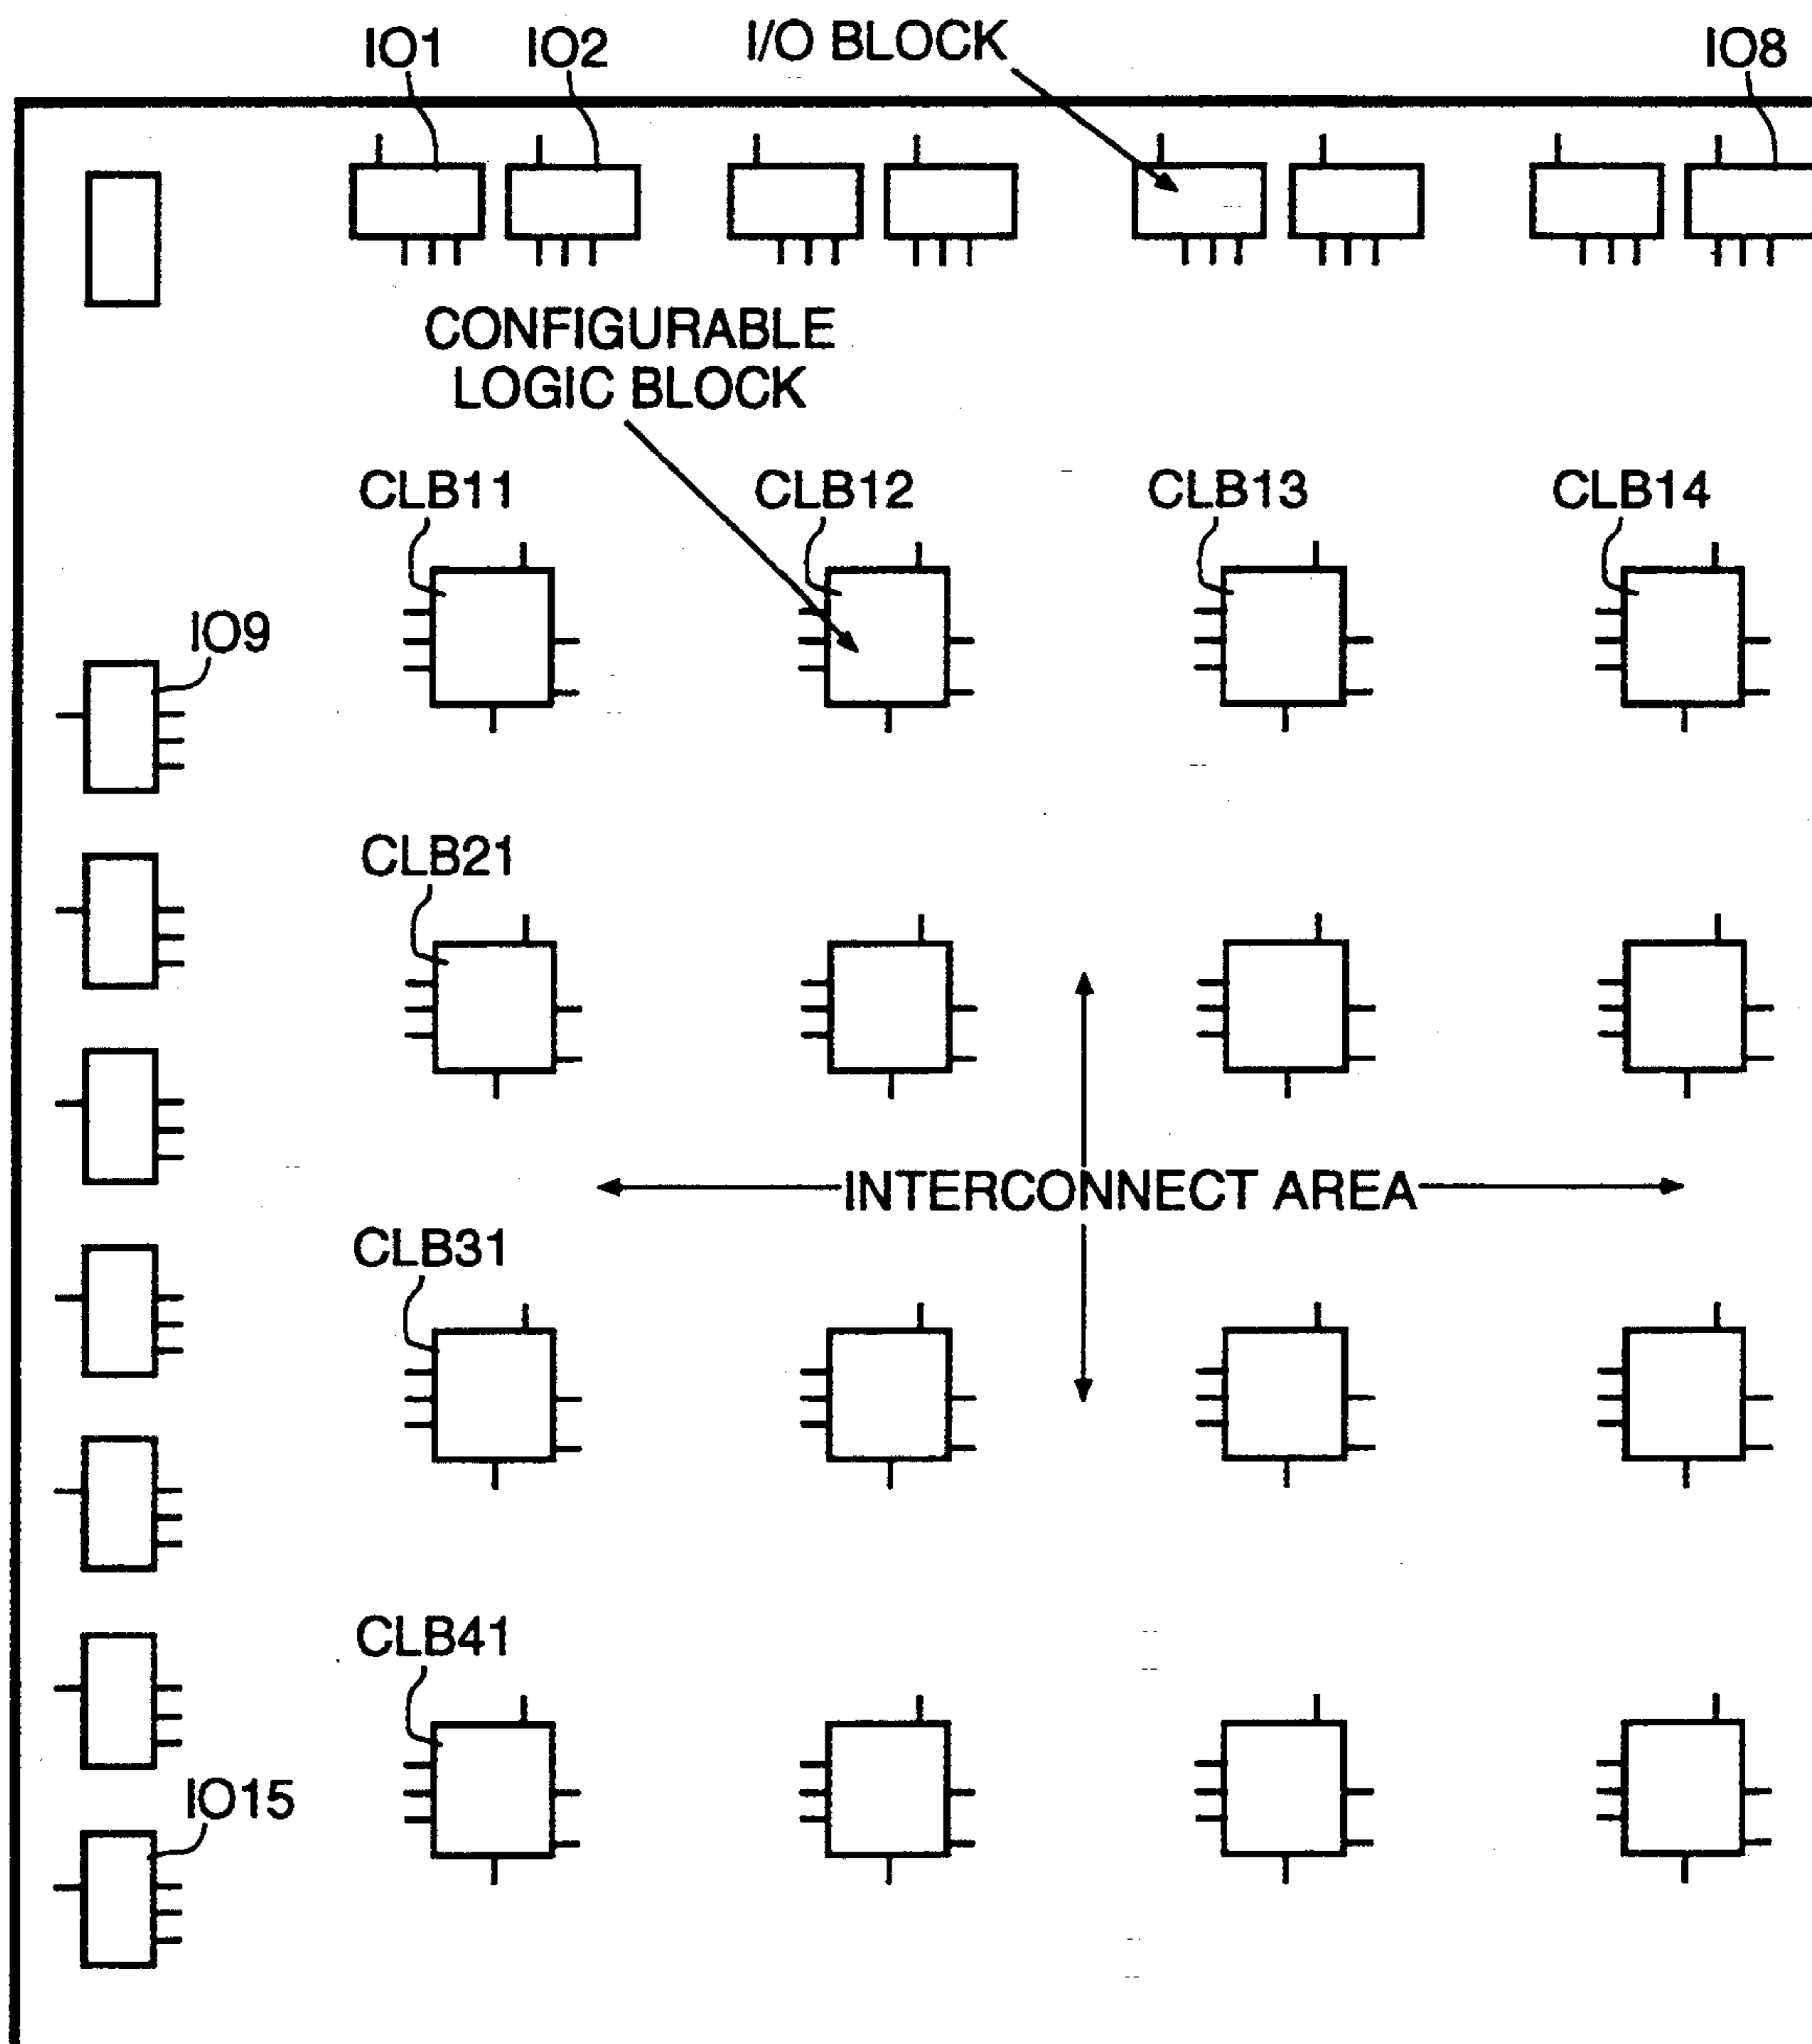 IO1
IO2
I/O BLOCK
IO8
CONFIGURABLE
LOGIC BLOCK
CLB11
CLB12
CLB13
CLB14
IO9
CLB21
INTERCONNECT AREA
CLB31
CLB41
IO15